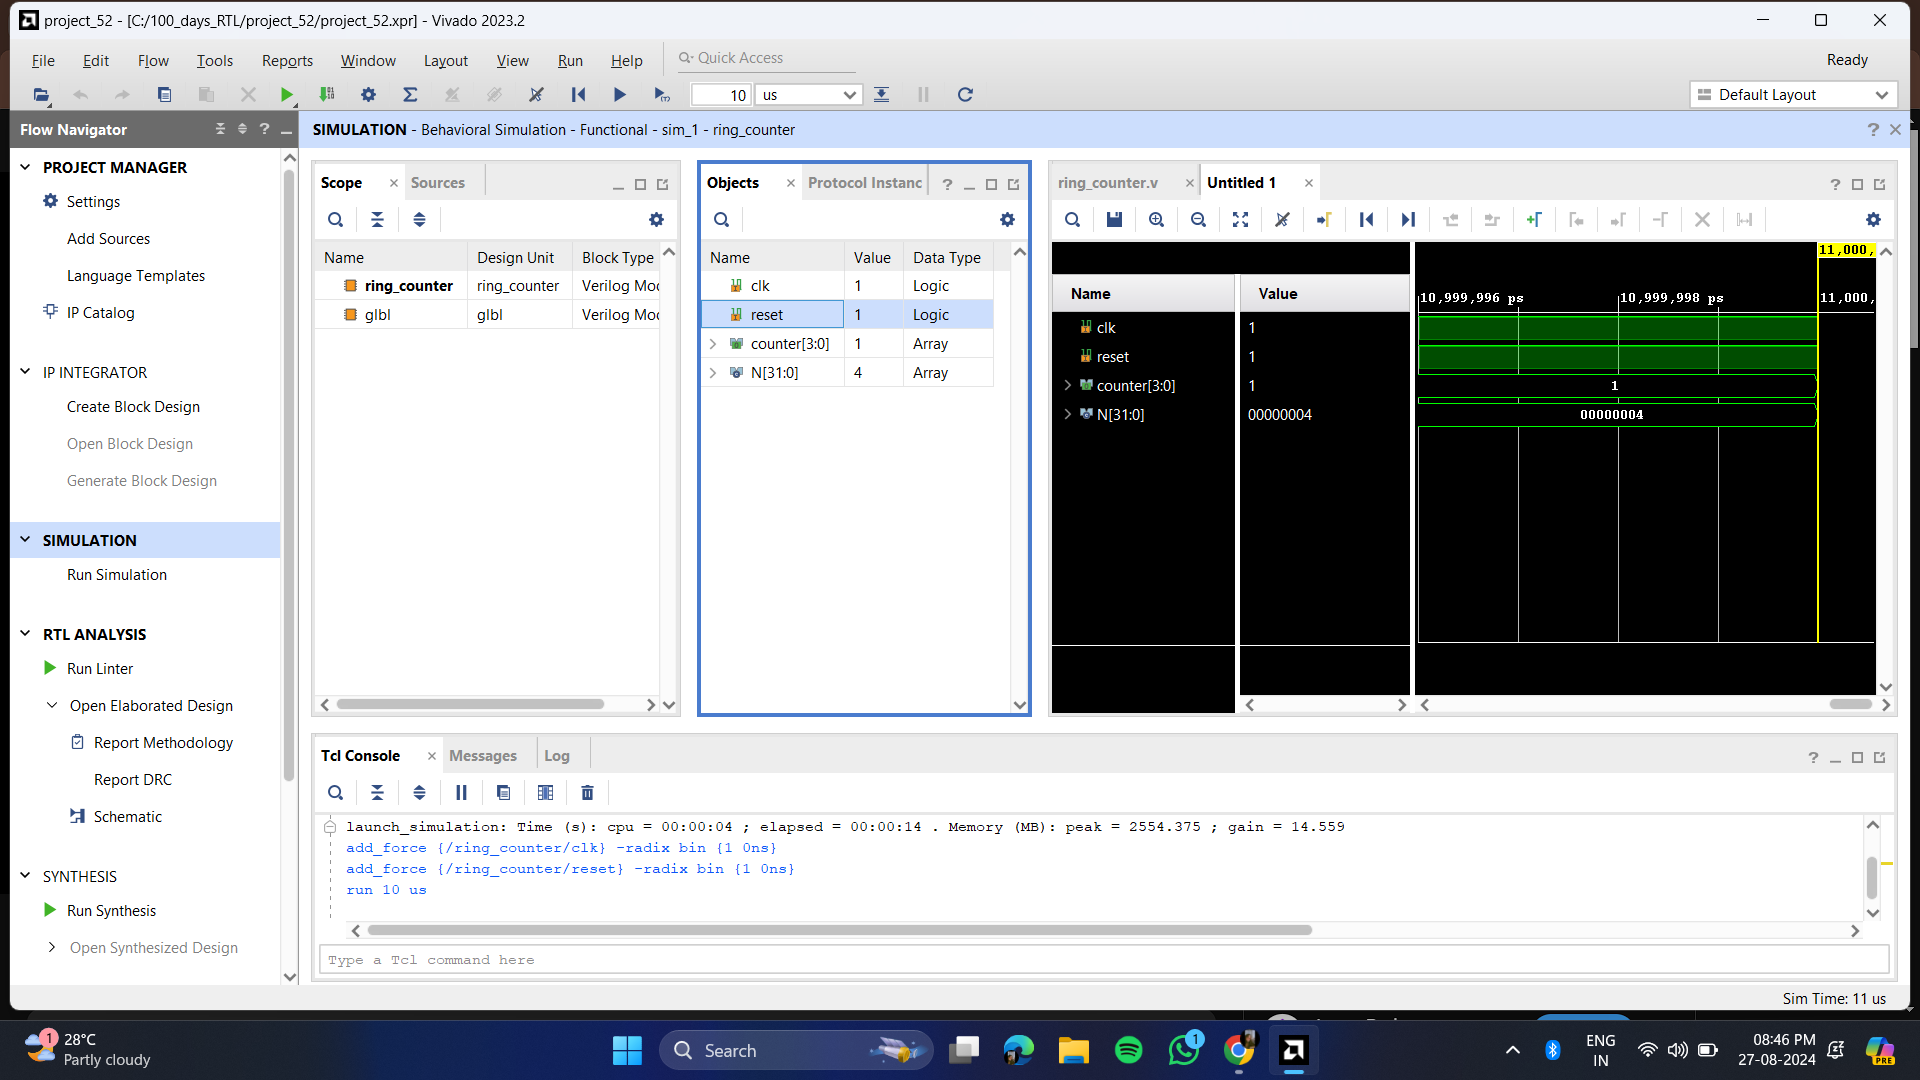 project_52 - [C:/100_days_RTL/project_52/project_52.xpr] - Vivado 2023.2
File Edit Flow Tools Reports Window Layout View Run Help Quick Access Ready
10 us Default Layout
Flow Navigator
SIMULATION - Behavioral Simulation - Functional - sim_1 - ring_counter
PROJECT MANAGER
Settings
Add Sources
Language Templates
IP Catalog
IP INTEGRATOR
Create Block Design
Open Block Design
Generate Block Design
SIMULATION
Run Simulation
RTL ANALYSIS
Run Linter
Open Elaborated Design
Report Methodology
Report DRC
Schematic
SYNTHESIS
Run Synthesis
Open Synthesized Design
Scope Sources
Name Design Unit Block Type
ring_counter ring_counter Verilog Moc
glbl glbl Verilog Moc
Objects Protocol Instanc
Name Value Data Type
clk 1 Logic
reset 1 Logic
counter[3:0] 1 Array
N[31:0] 4 Array
ring_counter.v Untitled 1
11,000,
Name Value 10,999,996 ps 10,999,998 ps 11,000,
clk 1
reset 1
counter[3:0] 1 1
N[31:0] 00000004 00000004
Tcl Console Messages Log
launch_simulation: Time (s): cpu = 00:00:04 ; elapsed = 00:00:14 . Memory (MB): peak = 2554.375 ; gain = 14.559
add_force {/ring_counter/clk} -radix bin {1 0ns}
add_force {/ring_counter/reset} -radix bin {1 0ns}
run 10 us
Type a Tcl command here
Sim Time: 11 us
1 28°C
Partly cloudy
Search
1
ENG
IN
08:46 PM
27-08-2024
PRE